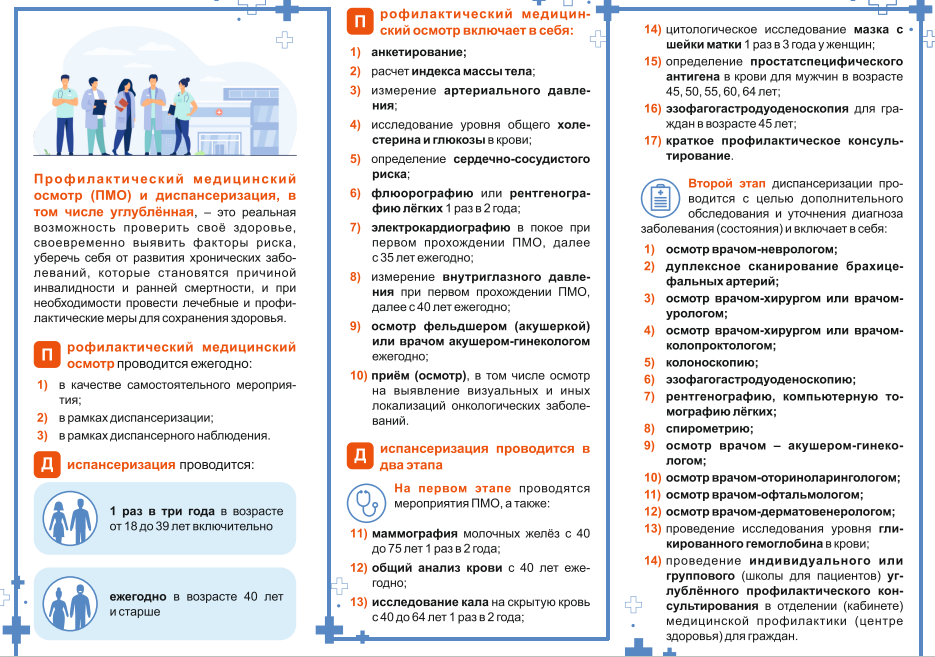 Профилактический медицинский
осмотр (ПМО) и диспансеризация, в
том числе углублённая, – это реальная
возможность проверить своё здоровье,
своевременно выявить факторы риска,
уберечь себя от развития хронических забо-
леваний, которые становятся причиной
инвалидности и ранней смертности, и при
необходимости провести лечебные и профи-
лактические меры для сохранения здоровья.
Профилактический медицинский
осмотр проводится ежегодно:
1) в качестве самостоятельного мероприя-
тия;
2) в рамках диспансеризации;
3) в рамках диспансерного наблюдения.
Диспансеризация проводится:
1 раз в три года в возрасте
от 18 до 39 лет включительно
ежегодно в возрасте 40 лет
и старше
Профилактический медицин-
ский осмотр включает в себя:
1) анкетирование;
2) расчет индекса массы тела;
3) измерение артериального давле-
ния;
4) исследование уровня общего холе-
стерина и глюкозы в крови;
5) определение сердечно-сосудистого
риска;
6) флюорографию или рентгеногра-
фию лёгких 1 раз в 2 года;
7) электрокардиографию в покое при
первом прохождении ПМО, далее
с 35 лет ежегодно;
8) измерение внутриглазного давле-
ния при первом прохождении ПМО,
далее с 40 лет ежегодно;
9) осмотр фельдшером (акушеркой)
или врачом акушером-гинекологом
ежегодно;
10) приём (осмотр), в том числе осмотр
на выявление визуальных и иных
локализаций онкологических заболе-
ваний.
Диспансеризация проводится в
два этапа
На первом этапе проводятся
мероприятия ПМО, а также:
11) маммография молочных желёз с 40
до 75 лет 1 раз в 2 года;
12) общий анализ крови с 40 лет еже-
годно;
13) исследование кала на скрытую кровь
с 40 до 64 лет 1 раз в 2 года;
14) цитологическое исследование мазка с
шейки матки 1 раз в 3 года у женщин;
15) определение простатспецифического
антигена в крови для мужчин в возрасте
45, 50, 55, 60, 64 лет;
16) эзофагогастродуоденоскопия для гра-
ждан в возрасте 45 лет;
17) краткое профилактическое консуль-
тирование.
Второй этап диспансеризации про-
водится с целью дополнительного
обследования и уточнения диагноза
заболевания (состояния) и включает в себя:
1) осмотр врачом-неврологом;
2) дуплексное сканирование брахице-
фальных артерий;
3) осмотр врачом-хирургом или врачом-
урологом;
4) осмотр врачом-хирургом или врачом-
колопроктологом;
5) колоноскопию;
6) эзофагогастродуоденоскопию;
7) рентгенографию, компьютерную то-
мографию лёгких;
8) спирометрию;
9) осмотр врачом – акушером-гинеко-
логом;
10) осмотр врачом-оториноларингологом;
11) осмотр врачом-офтальмологом;
12) осмотр врачом-дерматовенерологом;
13) проведение исследования уровня гли-
кированного гемоглобина в крови;
14) проведение индивидуального или
группового (школы для пациентов) уг-
лублённого профилактического кон-
сультирования в отделении (кабинете)
медицинской профилактики (центре
здоровья) для граждан.